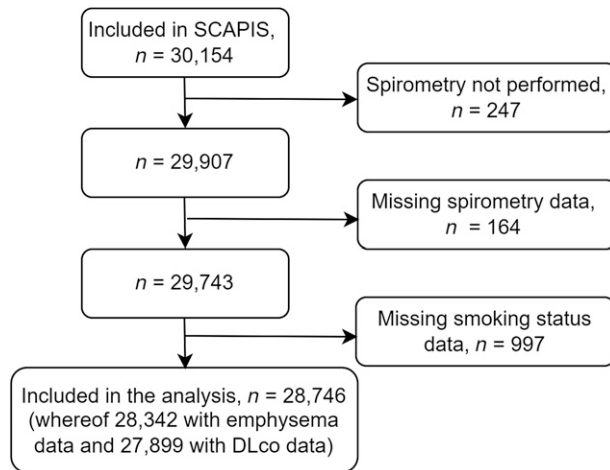 Included in SCAPIS,
n = 30,154
Spirometry not performed,
n = 247
n = 29,907
Missing spirometry data,
n = 164
n = 29,743
Missing smoking status
data, n = 997
Included in the analysis, n = 28,746
(whereof 28,342 with emphysema
data and 27,899 with DLco data)